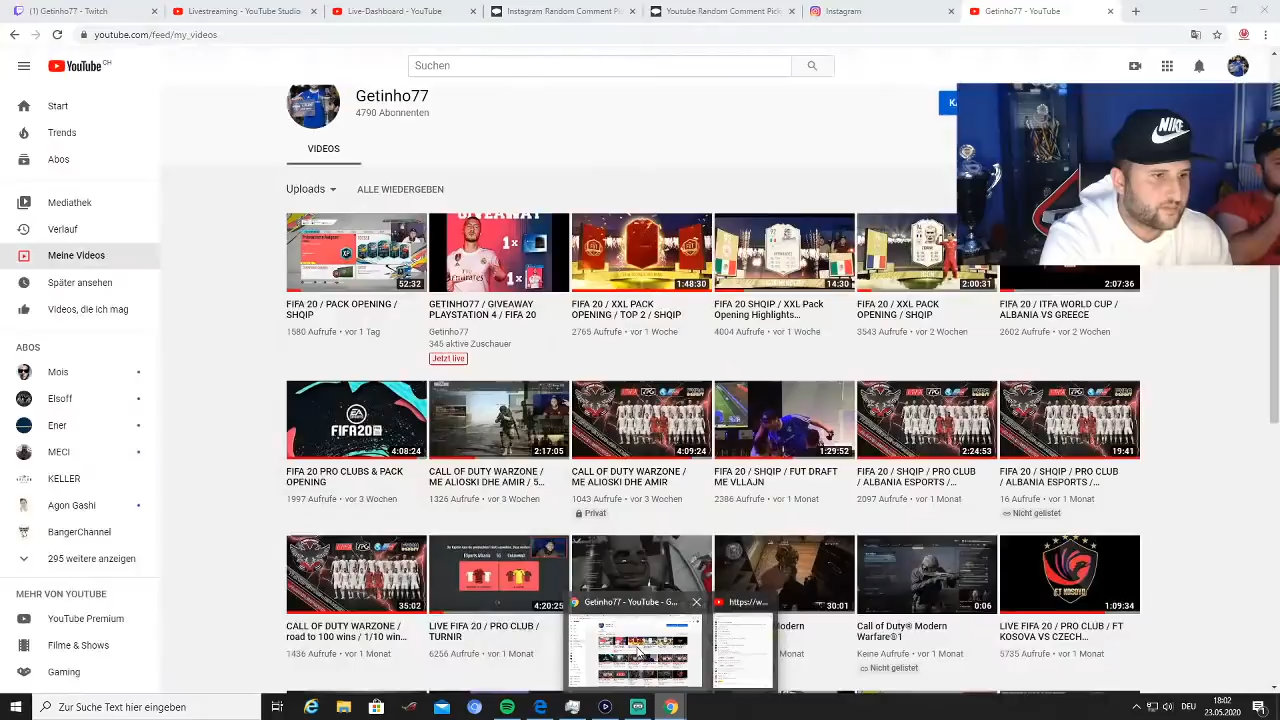 (1) Getinho77 - Twitch
Livestreaming - YouTube Studio
Live-Dashboard - YouTube
Instagram Random Comment Pic
Youtube Random Comment Pick
Instagram
Getinho77 - YouTube
youtube.com/feed/my_videos
YouTube CH
Suchen
Start
Trends
Abos
Mediathek
Verlauf
Meine Videos
Später ansehen
Videos, die ich mag
ABOS
Mois
Elsoff
Ener
MECI
KELLER
Agon Gashi
BangerChannel
295 weitere anzeigen
MEHR VON YOUTUBE
YouTube Premium
Filme
Gaming
Getinho77
4790 Abonnenten
VIDEOS
Uploads
ALLE WIEDERGEBEN
NIKE
GIVEAWAY
1x
1x
52:32
1:48:30
14:30
2:00:31
2:07:36
FIFA 20 / PACK OPENING /
SHQIP
1580 Aufrufe • vor 1 Tag
GETINHO77 / GIVEAWAY
PLAYSTATION 4 / FIFA 20
Getinho77
345 aktive Zuschauer
Jetzt live
FIFA 20 / XXL PACK
OPENING / TOP 2 / SHQIP
2765 Aufrufe • vor 1 Woche
FIFA 20 SHQIP / XXL Pack
Opening Highlights...
4004 Aufrufe • vor 1 Woche
FIFA 20 / XXL PACK
OPENING / SHQIP
3543 Aufrufe • vor 2 Wochen
FIFA 20 / ITFA WORLD CUP /
ALBANIA VS GREECE
2602 Aufrufe • vor 2 Wochen
FIFA 20
4:08:24
2:17:05
4:09:24
1:29:52
2:24:53
19:41
FIFA 20 PRO CLUBS & PACK
OPENING
1997 Aufrufe • vor 3 Wochen
CALL OF DUTY WARZONE /
ME ALIOSKI DHE AMIR / 5...
1326 Aufrufe • vor 3 Wochen
CALL OF DUTY WARZONE /
ME ALIOSKI DHE AMIR
1043 Aufrufe • vor 3 Wochen
Privat
FIFA 20 / SHQIP / FUT DRAFT
ME VLLAJN
2386 Aufrufe • vor 1 Monat
FIFA 20 / SHQIP / PRO CLUB
/ ALBANIA ESPORTS /...
2097 Aufrufe • vor 1 Monat
FIFA 20 / SHQIP / PRO CLUB
/ ALBANIA ESPORTS /...
16 Aufrufe • vor 1 Monat
Nicht gelistet
35:02
4:20:25
30:01
0:06
1:09:34
CALL OF DUTY WARZONE /
road to 100 wins / 1/10 win...
1438 Aufrufe • vor 1 Monat
LIVE FIFA 20 / PRO CLUB /
TURNIR
6256 Aufrufe • vor 1 Monat
Getinho77 - YouTube - G...
https://w...
Modern
Monat
Call of Duty® Modern
Warfare® 1
Keine Aufrufe • vor 1 Monat
Nicht gelistet
LIVE FIFA 20 / PRO CLUB / FT
KOSOVA VS CZECH...
5735 Aufrufe • vor 1 Monat
Zur Suche Text hier eingeben
DEU
18:02
23.05.2020